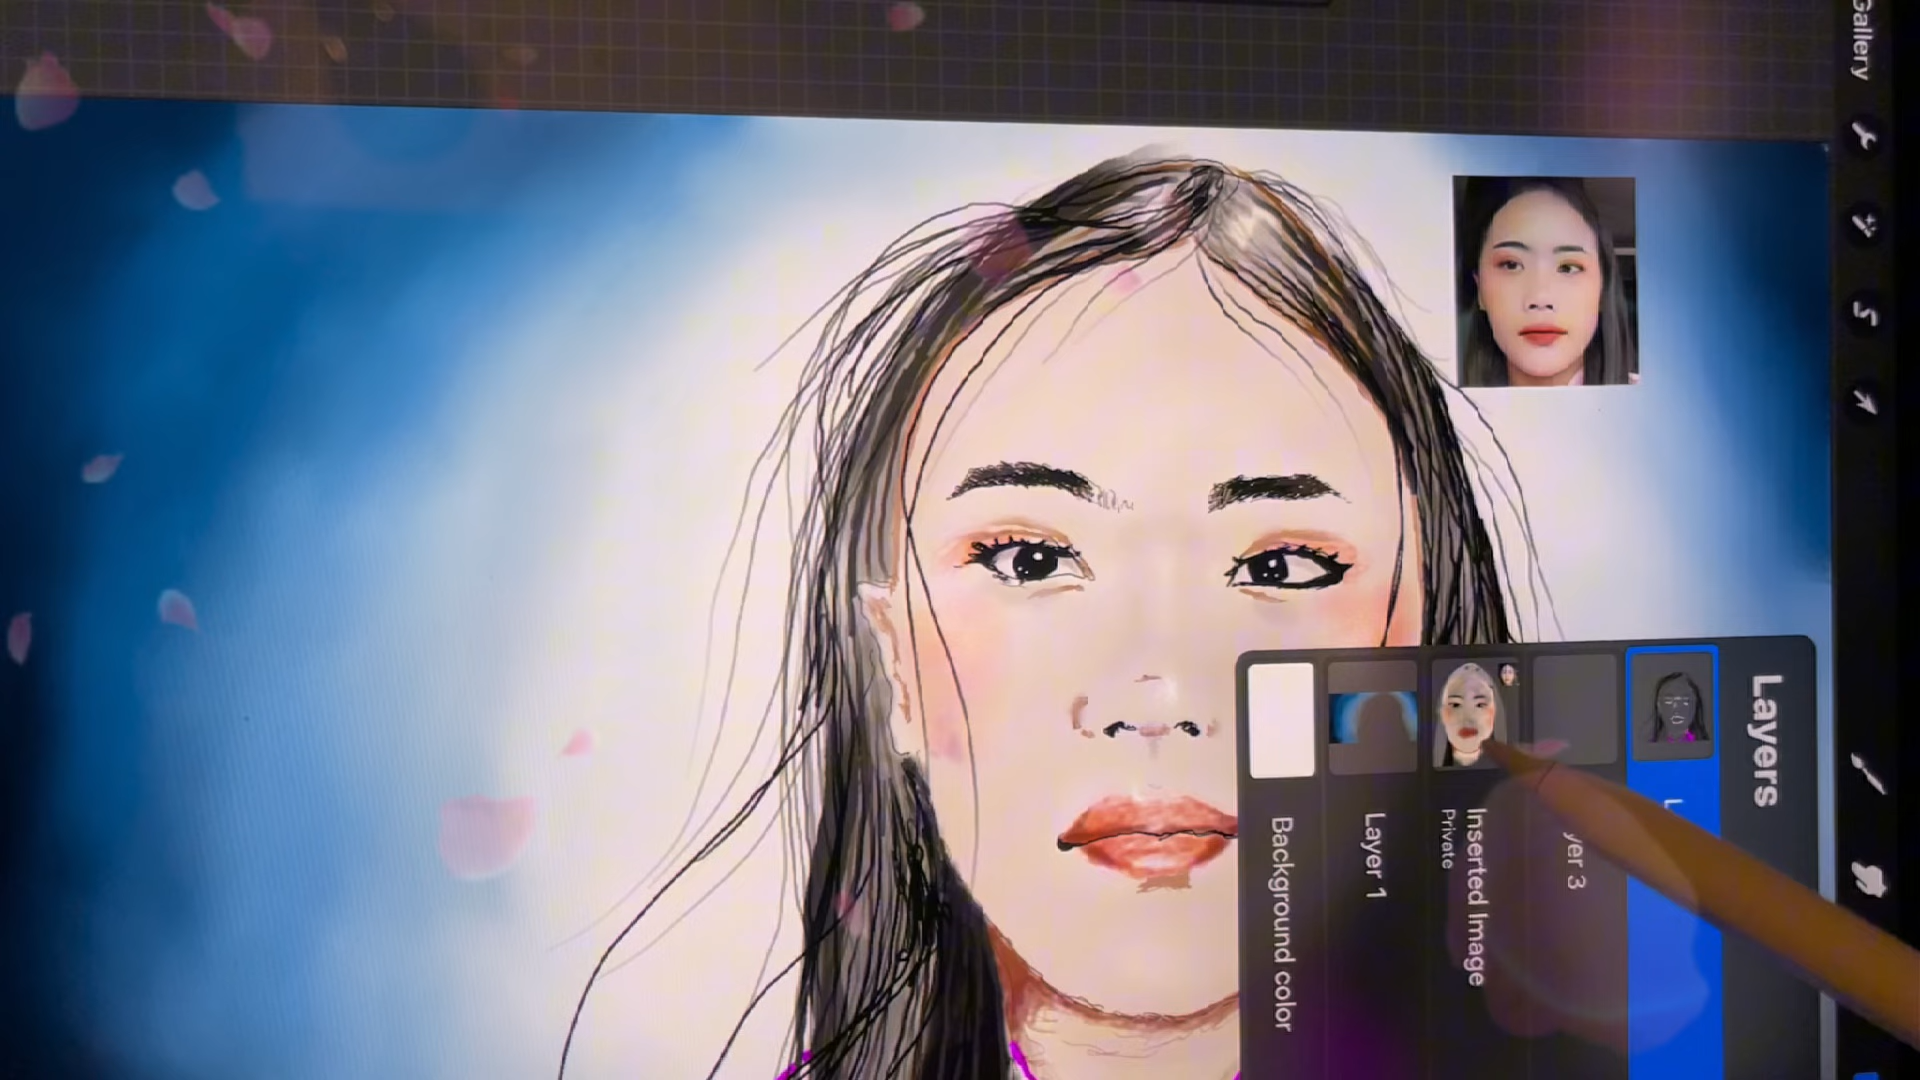 Gallery
Layers
L
yer 3
Inserted Image
Private
Layer 1
Background color